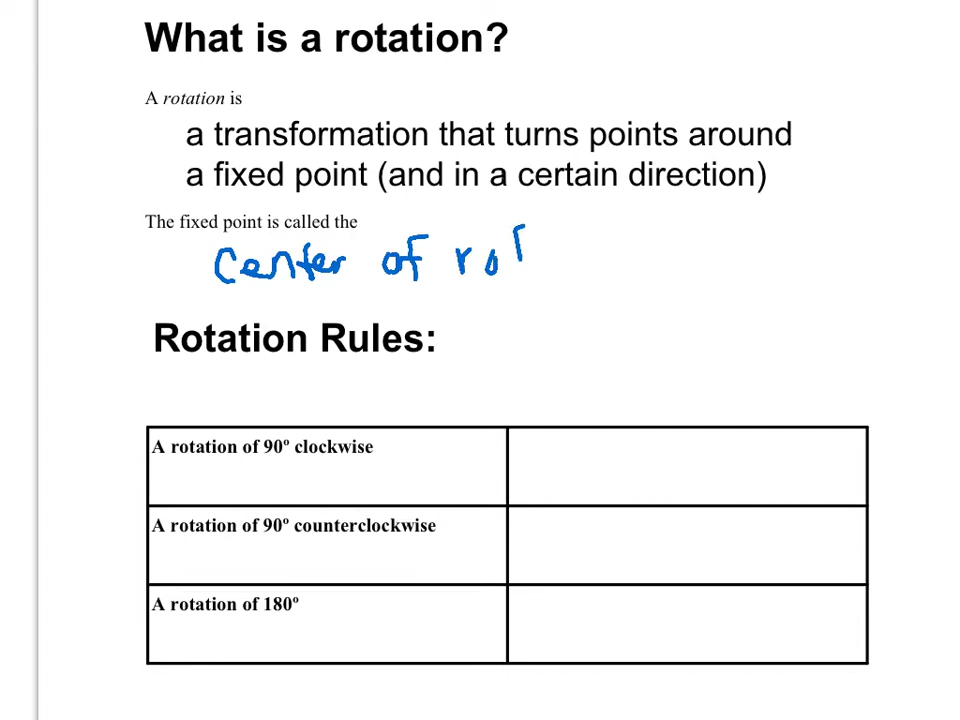 What is a rotation?
A rotation is
a transformation that turns points around
a fixed point (and in a certain direction)
The fixed point is called the
center of rot
Rotation Rules:
A rotation of 90º clockwise
A rotation of 90º counterclockwise
A rotation of 180º